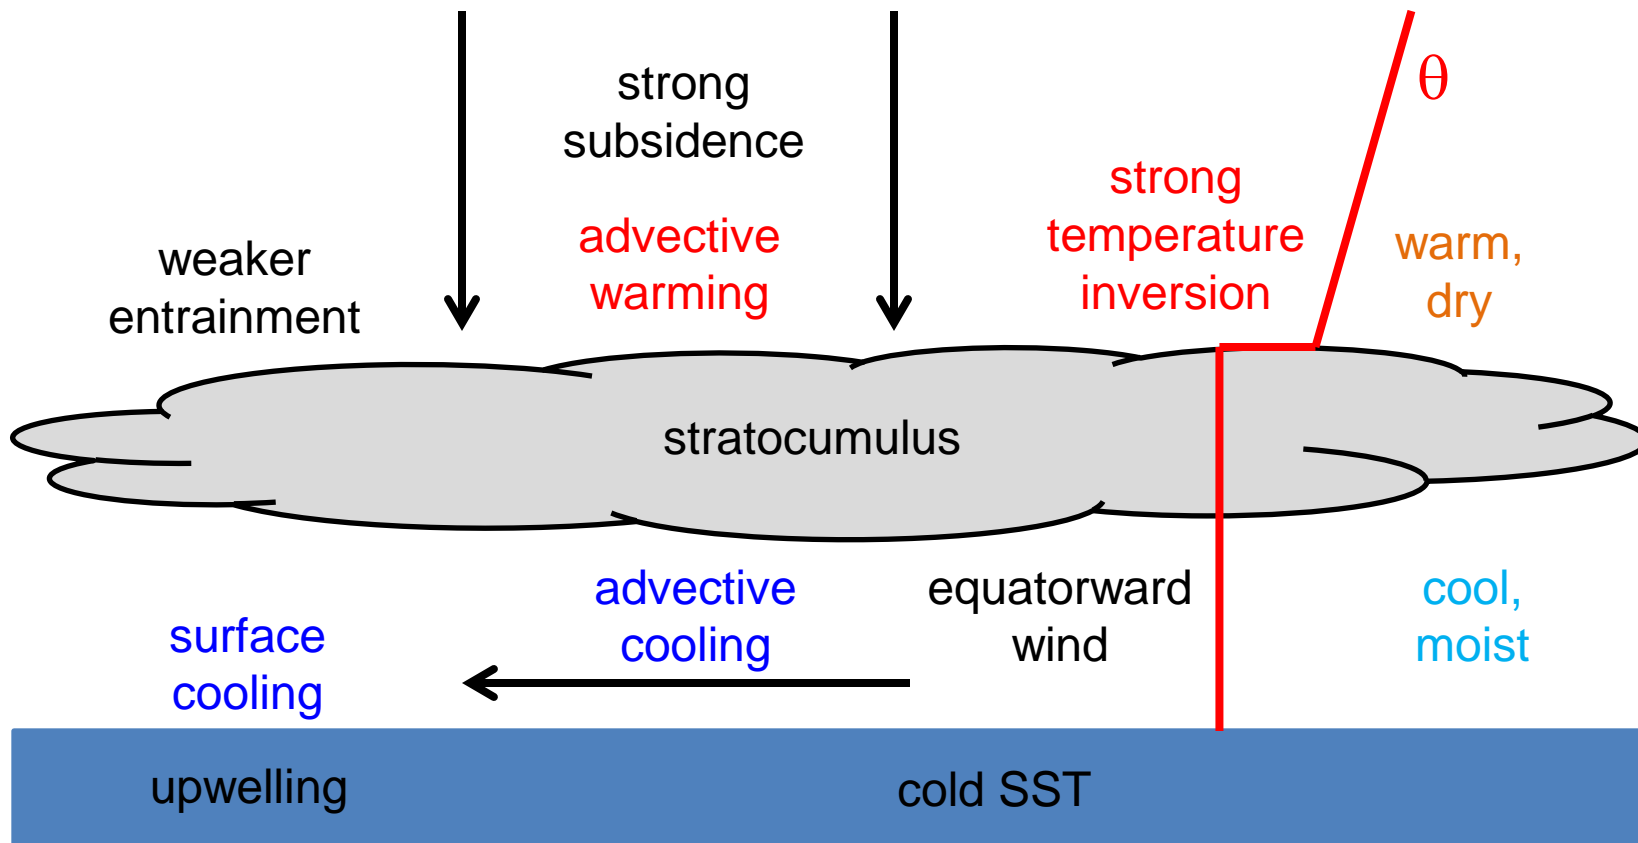 strong
subsidence
θ
strong
temperature
inversion
advective
warming
warm,
dry
weaker
entrainment
stratocumulus
advective
cooling
equatorward
wind
cool,
moist
surface
cooling
upwelling
cold SST